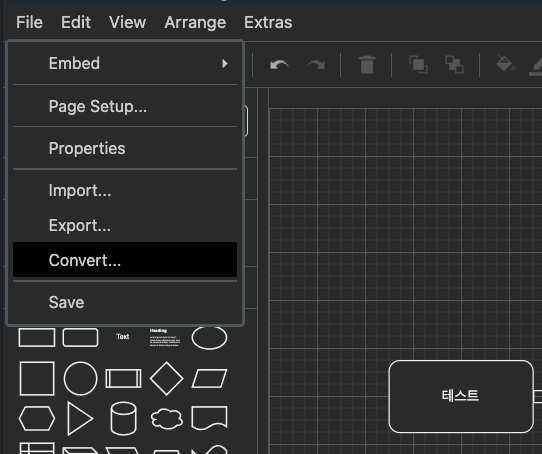 File Edit View Arrange Extras
Embed
Page Setup...
Properties
Import...
Export...
Convert...
Save
Text
Heading
테스트